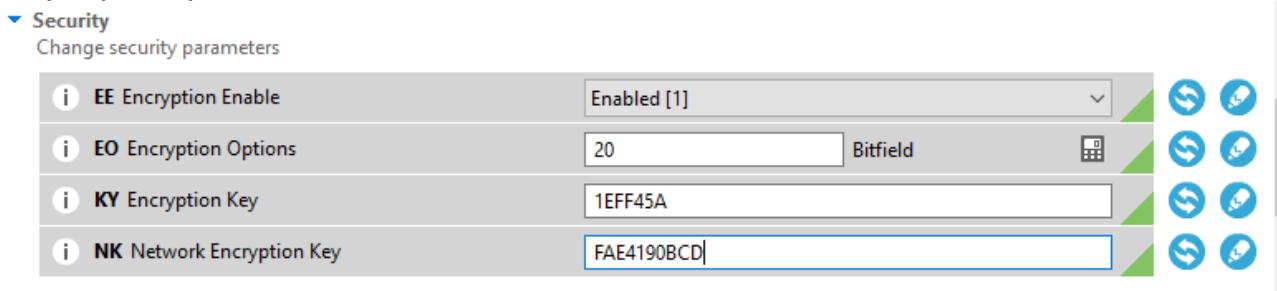 Security
Change security parameters
i EE Encryption Enable Enabled [1]
i EO Encryption Options 20 Bitfield
i KY Encryption Key 1EFF45A
i NK Network Encryption Key FAE4190BCD